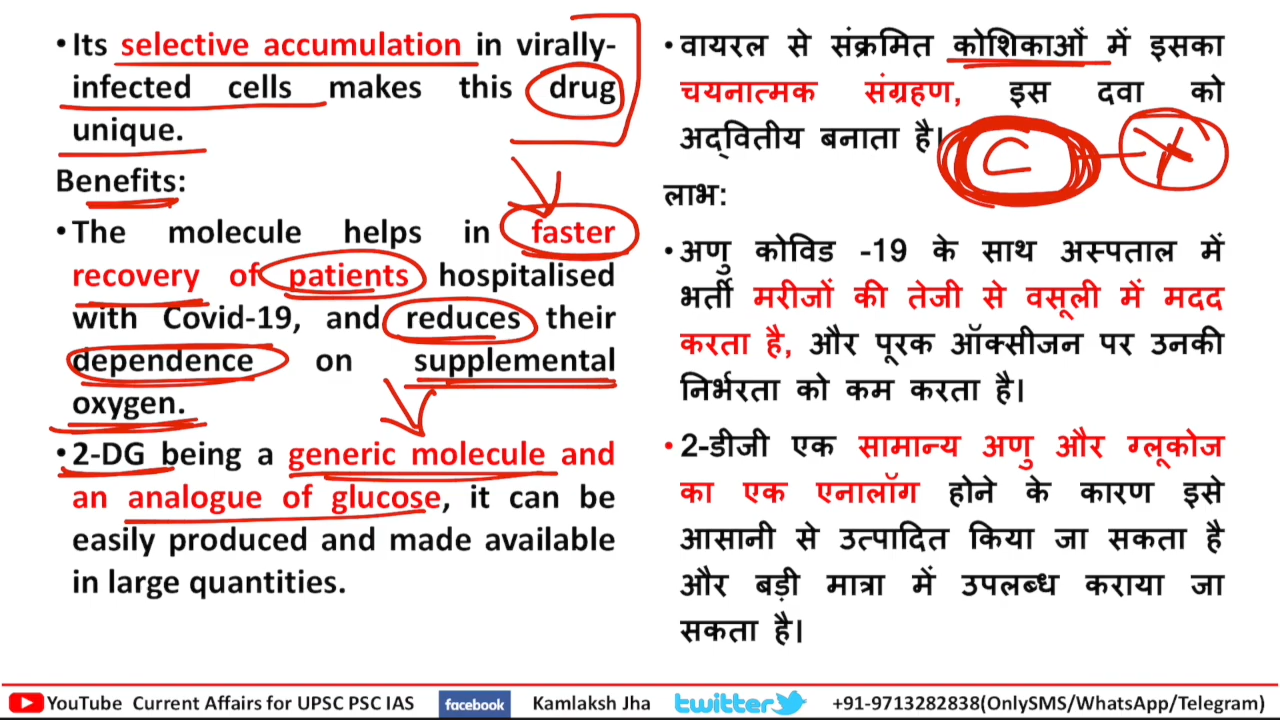 •Its selective accumulation in virally-
infected cells makes this drug
unique.
Benefits:
•The molecule helps in faster
recovery of patients hospitalised
with Covid-19, and reduces their
dependence on supplemental
oxygen.
•2-DG being a generic molecule and
an analogue of glucose, it can be
easily produced and made available
in large quantities.
•वायरल से संक्रमित कोशिकाओं में इसका
चयनात्मक संग्रहण, इस दवा को
अद्वितीय बनाता है।
C X
लाभ:
•अणु कोविड -19 के साथ अस्पताल में
भर्ती मरीजों की तेजी से वसूली में मदद
करता है, और पूरक ऑक्सीजन पर उनकी
निर्भरता को कम करता है।
•2-डीजी एक सामान्य अणु और ग्लूकोज
का एक एनालॉग होने के कारण इसे
आसानी से उत्पादित किया जा सकता है
और बड़ी मात्रा में उपलब्ध कराया जा
सकता है।
YouTube Current Affairs for UPSC PSC IAS facebook Kamlaksh Jha twitter +91-9713282838(OnlySMS/WhatsApp/Telegram)